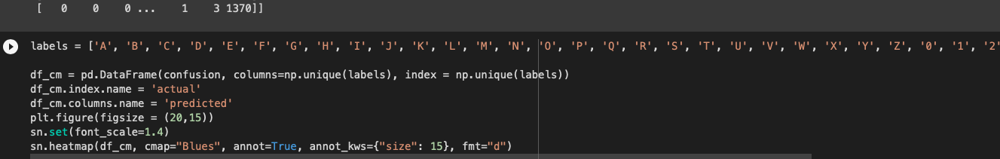 [ 0 0 0 ... 1 3 1370]]
labels = ['A', 'B', 'C', 'D', 'E', 'F', 'G', 'H', 'I', 'J', 'K', 'L', 'M', 'N', 'O', 'P', 'Q', 'R', 'S', 'T', 'U', 'V', 'W', 'X', 'Y', 'Z', '0', '1', '2'
df_cm = pd.DataFrame(confusion, columns=np.unique(labels), index = np.unique(labels))
df_cm.index.name = 'actual'
df_cm.columns.name = 'predicted'
plt.figure(figsize = (20,15))
sn.set(font_scale=1.4)
sn.heatmap(df_cm, cmap="Blues", annot=True, annot_kws={"size": 15}, fmt="d")